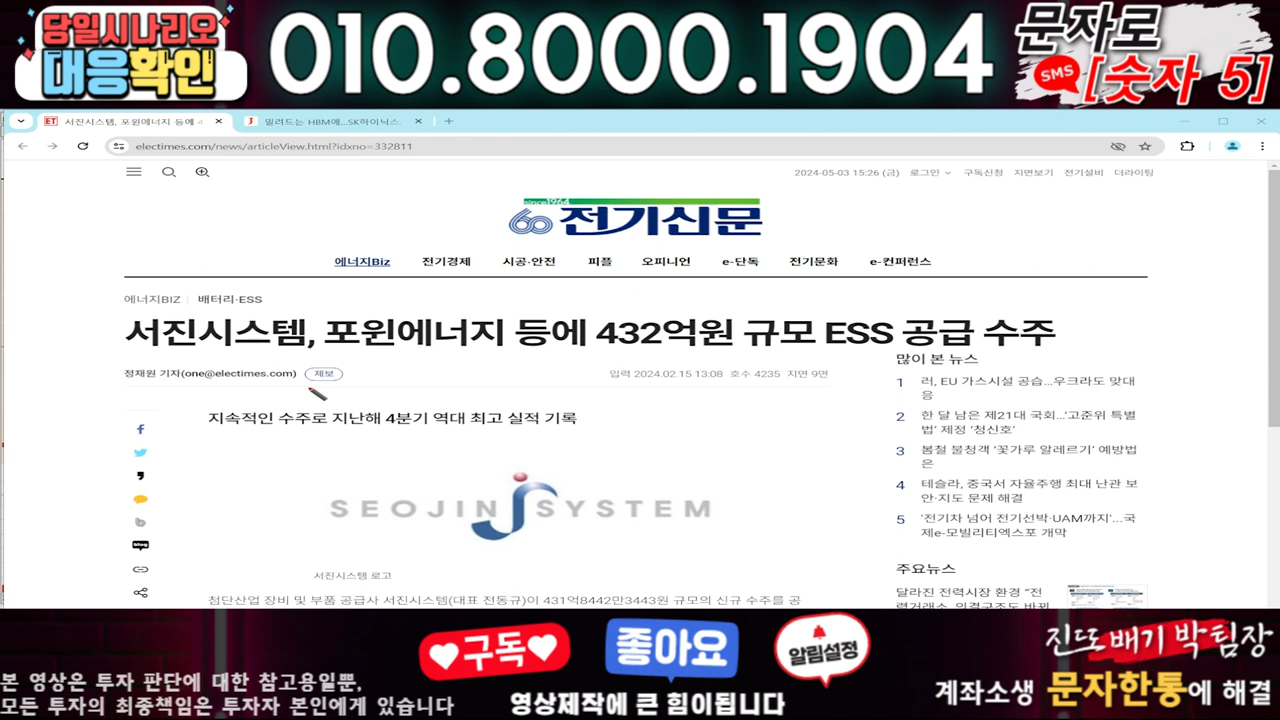 당일시나리오
대응확인
010.8000.1904
문자로
SMS
[숫자 5]
서진시스템, 포윈에너지 등에 4
밀려드는 HBM에...SK하이닉스
electimes.com/news/articleView.html?idxno=332811
2024-05-03 15:26 (금) 로그인 구독신청 지면보기 전기설비 더라이팅
since1964
60 전기신문
에너지Biz 전기경제 시공·안전 피플 오피니언 e-단독 전기문화 e-컨퍼런스
에너지BIZ 배터리·ESS
서진시스템, 포윈에너지 등에 432억원 규모 ESS 공급 수주
정재원 기자(one@electimes.com) 제보
입력 2024.02.15 13:08 호수 4235 지면 9면
지속적인 수주로 지난해 4분기 역대 최고 실적 기록
SEOJIN SYSTEM
서진시스템 로고
첨단산업 장비 및 부품 공급사 서진시스템(대표 전동규)이 431억8442만3443원 규모의 신규 수주를 공
많이 본 뉴스
1 러, EU 가스시설 공습...우크라도 맞대
응
2 한 달 남은 제21대 국회...‘고준위 특별
법’ 제정 ‘청신호’
3 봄철 불청객 ‘꽃가루 알레르기’ 예방법
은
4 테슬라, 중국서 자율주행 최대 난관 보
안·지도 문제 해결
5 '전기차 넘어 전기선박·UAM까지'...국
제e-모빌리티엑스포 개막
주요뉴스
달라진 전력시장 환경 “전
력거래소, 의결구조도 바뀌
구독
좋아요
알림설정
영상제작에 큰 힘이됩니다
본 영상은 투자 판단에 대한 참고용일뿐,
모든 투자의 최종책임은 투자자 본인에게 있습니다
진또배기 박팀장
계좌소생 문자한통에 해결